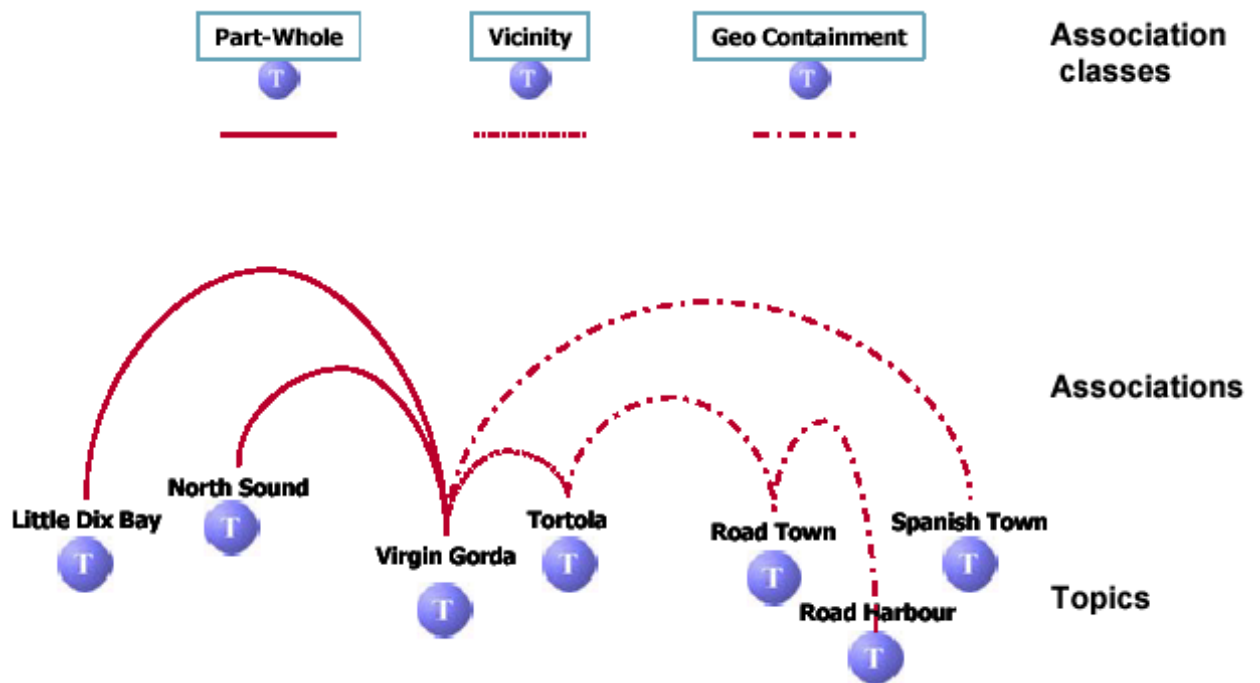 Part-Whole
Vicinity
Geo Containment
Association
classes
T
T
T
Associations
North Sound
T
Little Dix Bay
T
Virgin Gorda
T
Tortola
T
Road Town
T
Spanish Town
T
Road Harbour
T
Topics